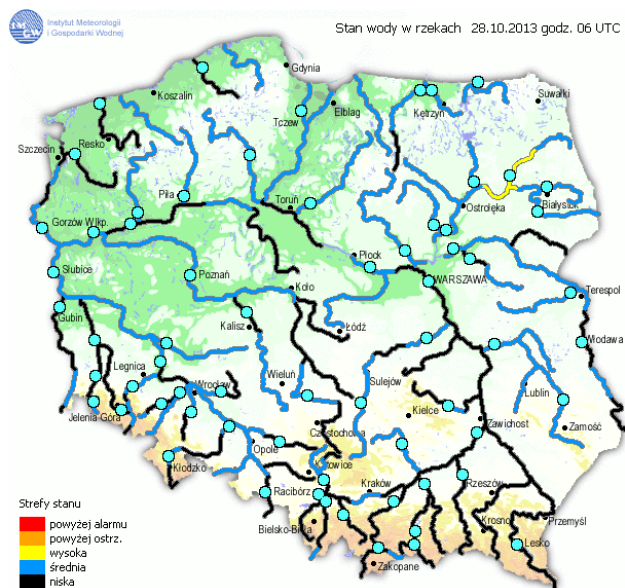 Instytut Meteorologii
i Gospodarki Wodnej
Stan wody w rzekach 28.10.2013 godz. 06 UTC
Gdynia
Koszalin
Suwałki
Elbląg
Kętrzyn
Tczew
Resko
Szczecin
Piła
Toruń
Ostrołęka
Białystok
Gorzów Wlkp.
Płock
Słubice
Poznań
WARSZAWA
Koło
Terespol
Gubin
Kalisz
Łódź
Włodawa
Legnica
Wieluń
Sulejów
Lublin
Wrocław
Jelenia-Góra
Kielce
Częstochowa
Zawichost
Zamość
Opole
Kłodzko
Katowice
Racibórz
Kraków
Rzeszów
Bielsko-Biała
Krosno
Przemyśl
Lesko
Zakopane
Strefy stanu
powyżej alarmu
powyżej ostrz.
wysoka
średnia
niska